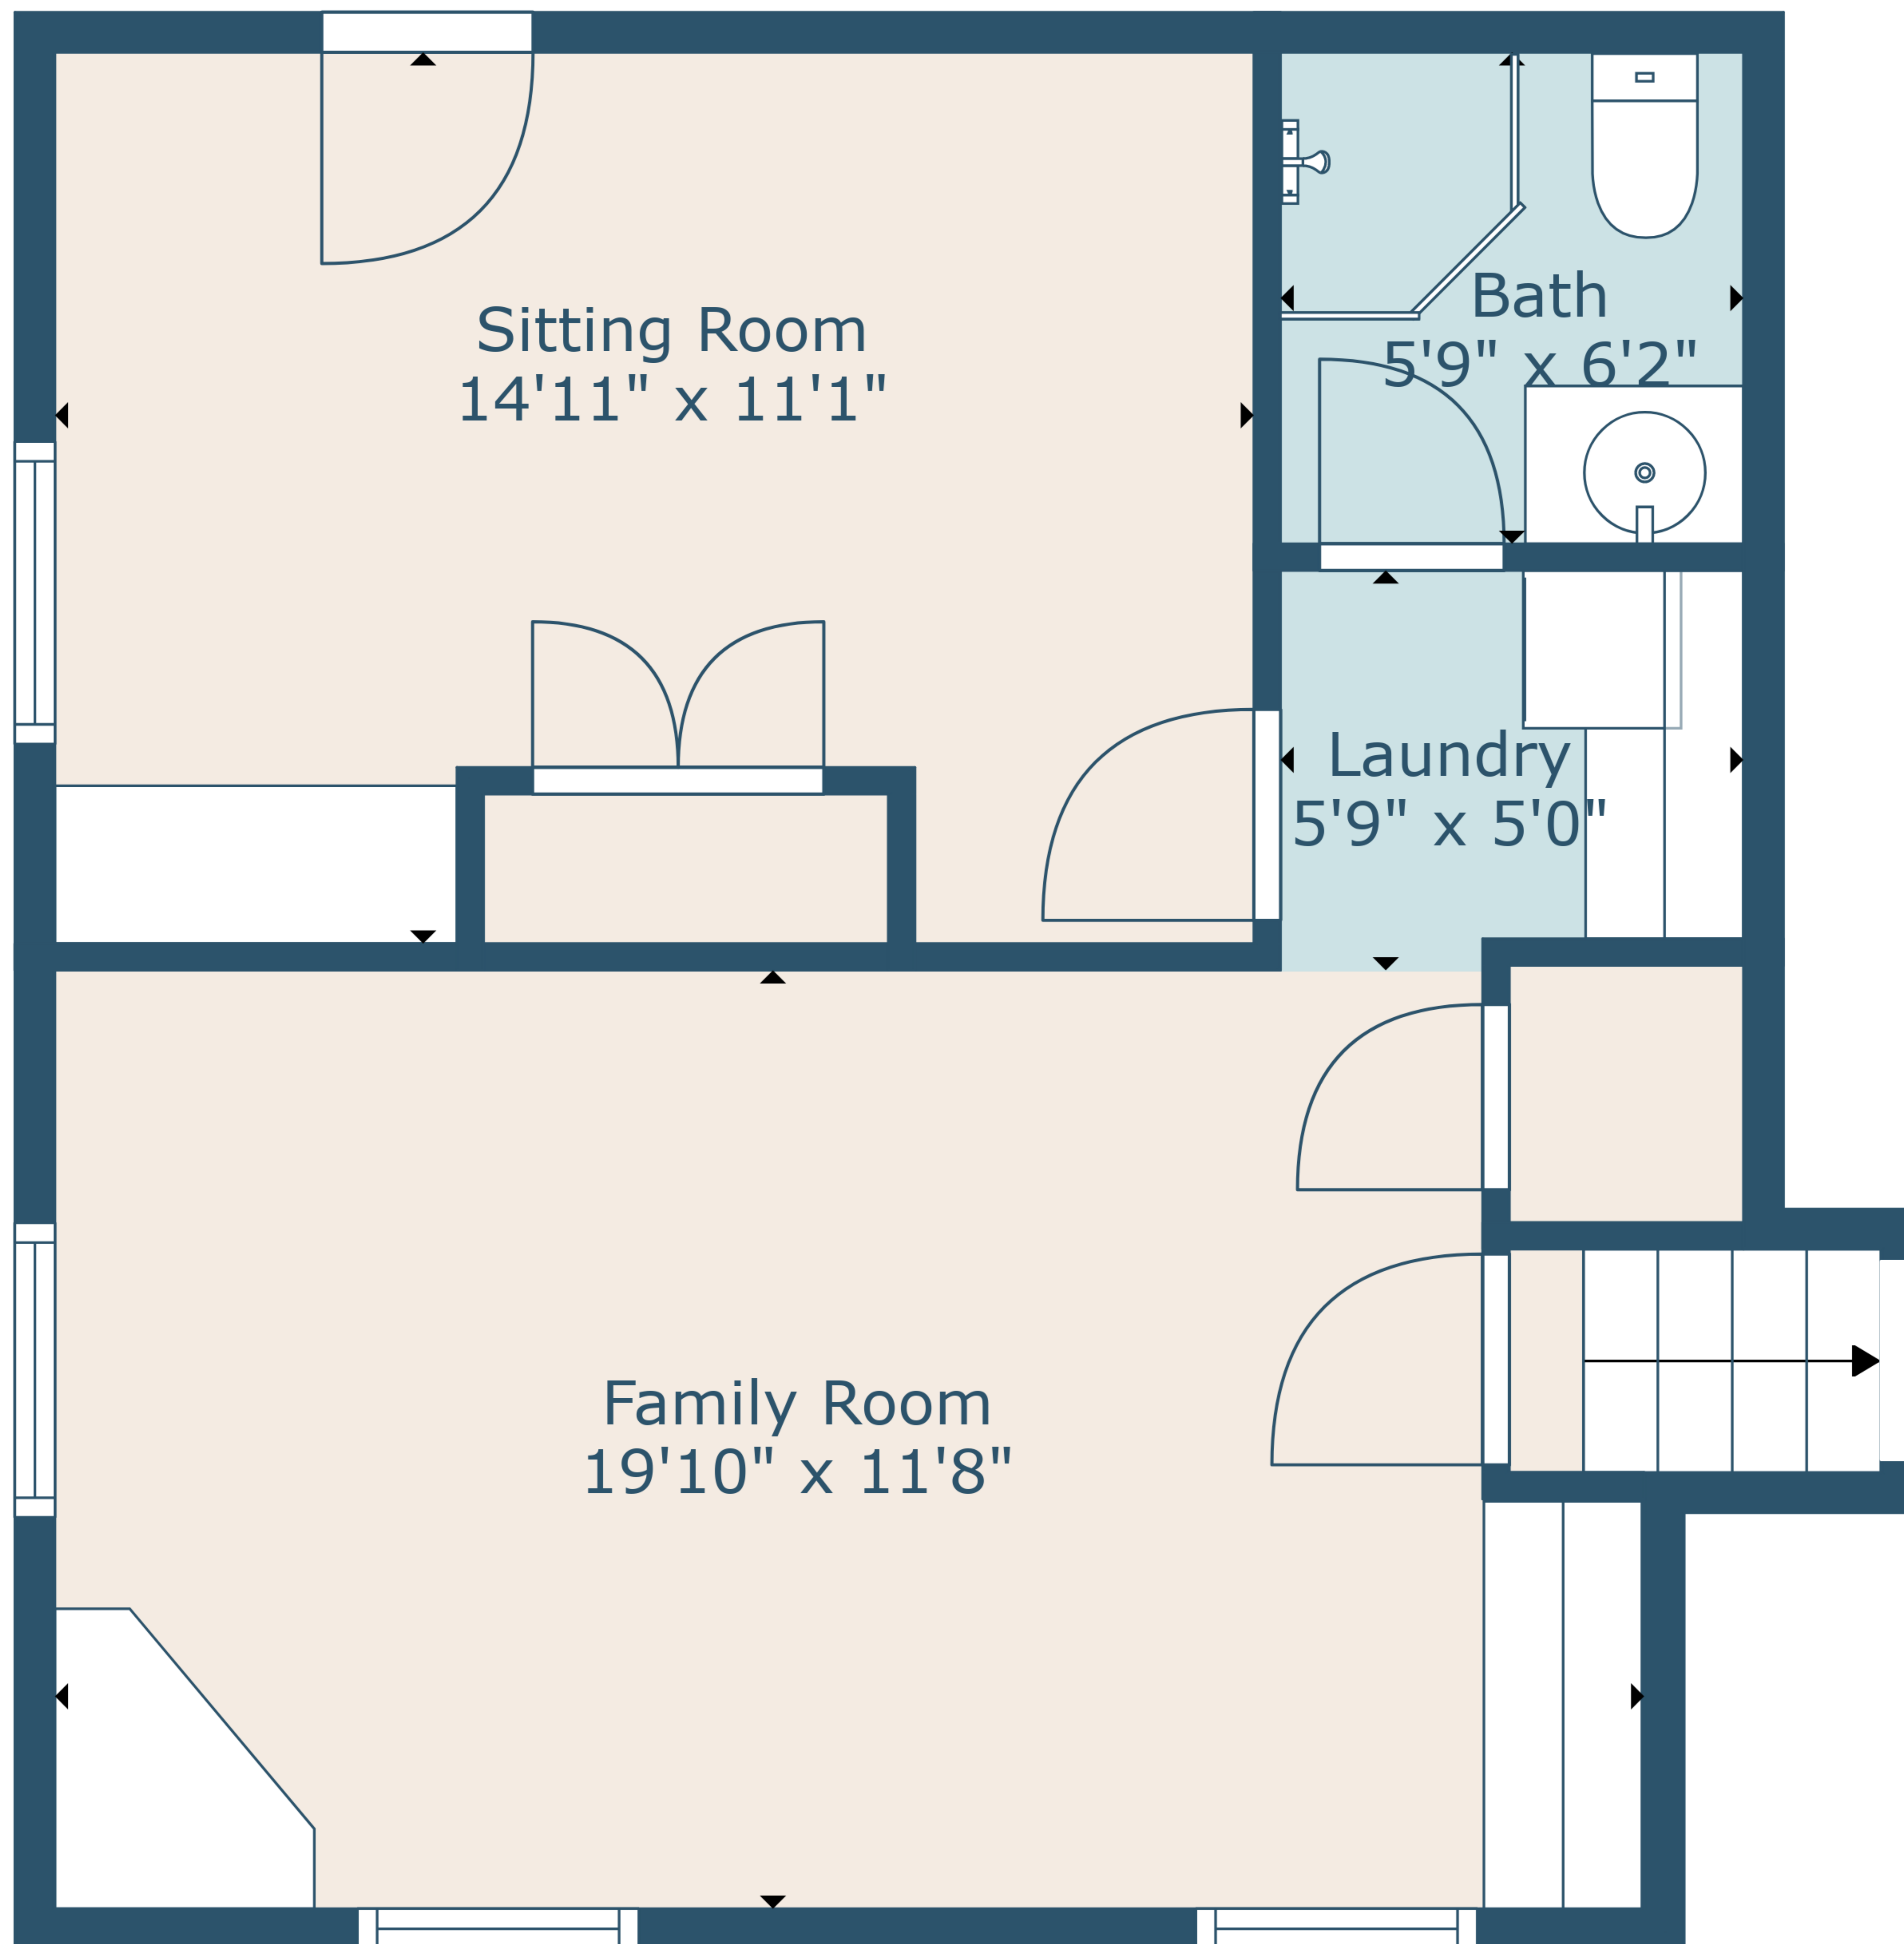 Sitting Room
14'11" x 11'1"
Bath
5'9" x 6'2"
Laundry
5'9" x 5'0"
Family Room
19'10" x 11'8"